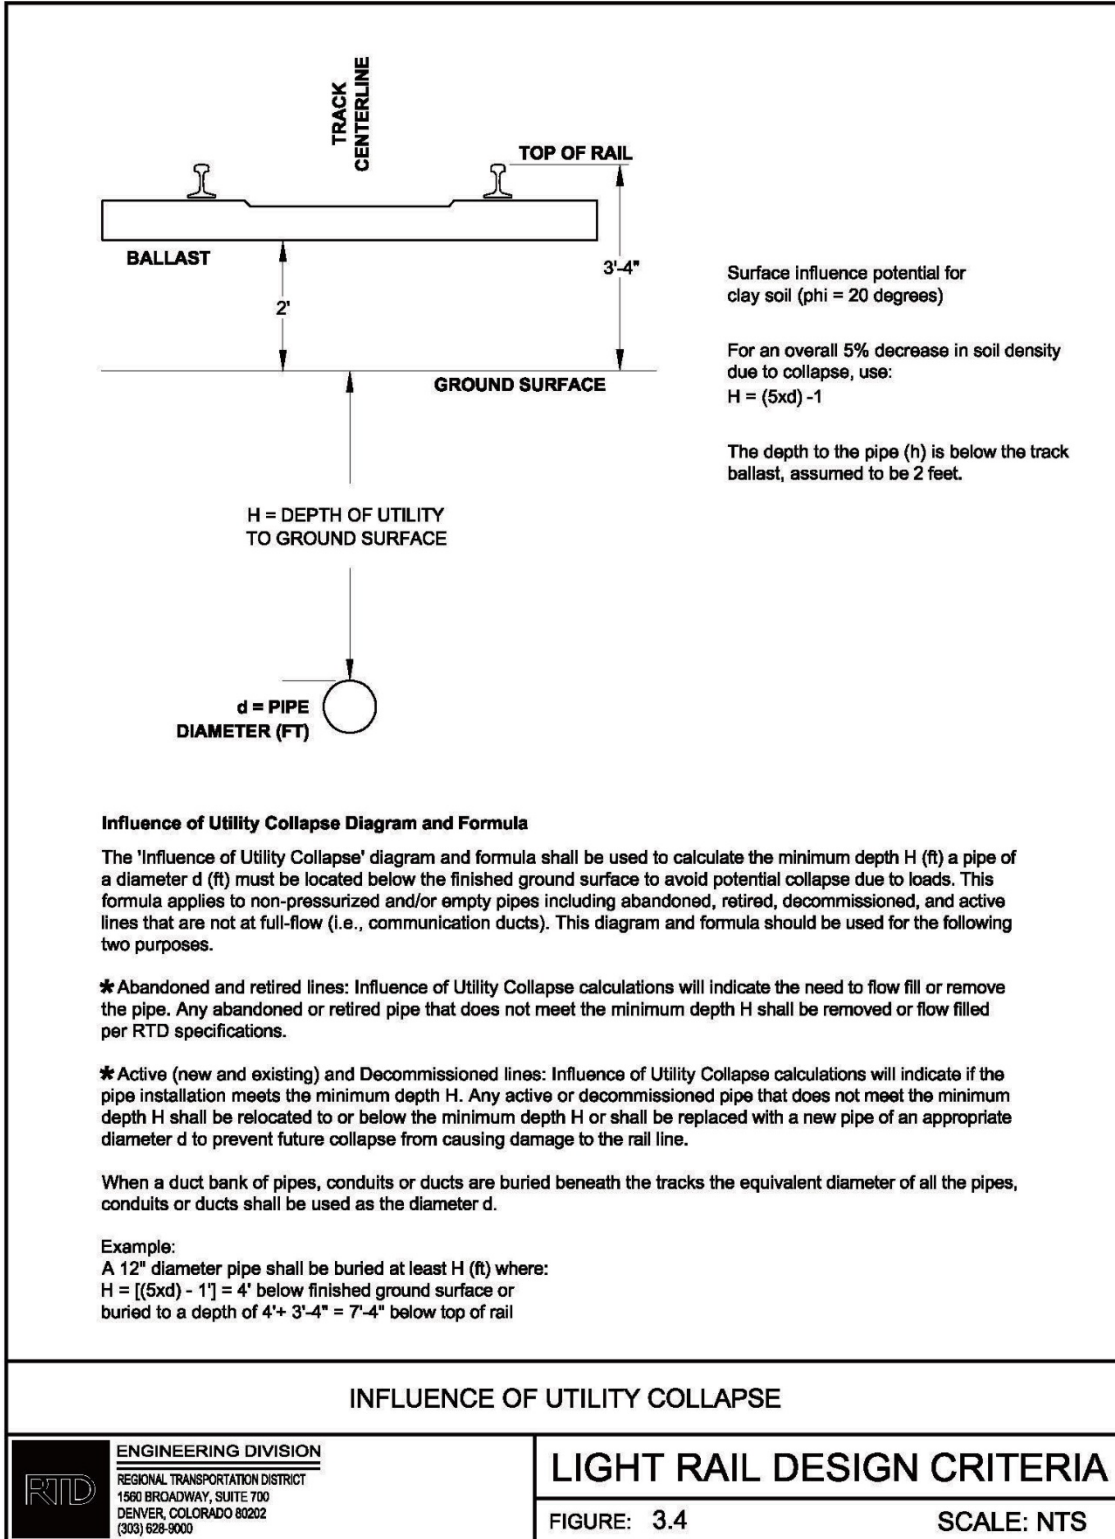 TRACK
CENTERLINE
TOP OF RAIL
BALLAST
3'-4"
2'
GROUND SURFACE
Surface influence potential for
clay soil (phi = 20 degrees)
For an overall 5% decrease in soil density
due to collapse, use:
H = (5xd) -1
The depth to the pipe (h) is below the track
ballast, assumed to be 2 feet.
H = DEPTH OF UTILITY
TO GROUND SURFACE
d = PIPE
DIAMETER (FT)
Influence of Utility Collapse Diagram and Formula
The 'Influence of Utility Collapse' diagram and formula shall be used to calculate the minimum depth H (ft) a pipe of
a diameter d (ft) must be located below the finished ground surface to avoid potential collapse due to loads. This
formula applies to non-pressurized and/or empty pipes including abandoned, retired, decommissioned, and active
lines that are not at full-flow (i.e., communication ducts). This diagram and formula should be used for the following
two purposes.
* Abandoned and retired lines: Influence of Utility Collapse calculations will indicate the need to flow fill or remove
the pipe. Any abandoned or retired pipe that does not meet the minimum depth H shall be removed or flow filled
per RTD specifications.
* Active (new and existing) and Decommissioned lines: Influence of Utility Collapse calculations will indicate if the
pipe installation meets the minimum depth H. Any active or decommissioned pipe that does not meet the minimum
depth H shall be relocated to or below the minimum depth H or shall be replaced with a new pipe of an appropriate
diameter d to prevent future collapse from causing damage to the rail line.
When a duct bank of pipes, conduits or ducts are buried beneath the tracks the equivalent diameter of all the pipes,
conduits or ducts shall be used as the diameter d.
Example:
A 12" diameter pipe shall be buried at least H (ft) where:
H = [(5xd) - 1'] = 4' below finished ground surface or
buried to a depth of 4'+ 3'-4" = 7'-4" below top of rail
INFLUENCE OF UTILITY COLLAPSE
RTD
ENGINEERING DIVISION
REGIONAL TRANSPORTATION DISTRICT
1560 BROADWAY, SUITE 700
DENVER, COLORADO 80202
(303) 628-9000
LIGHT RAIL DESIGN CRITERIA
FIGURE: 3.4
SCALE: NTS